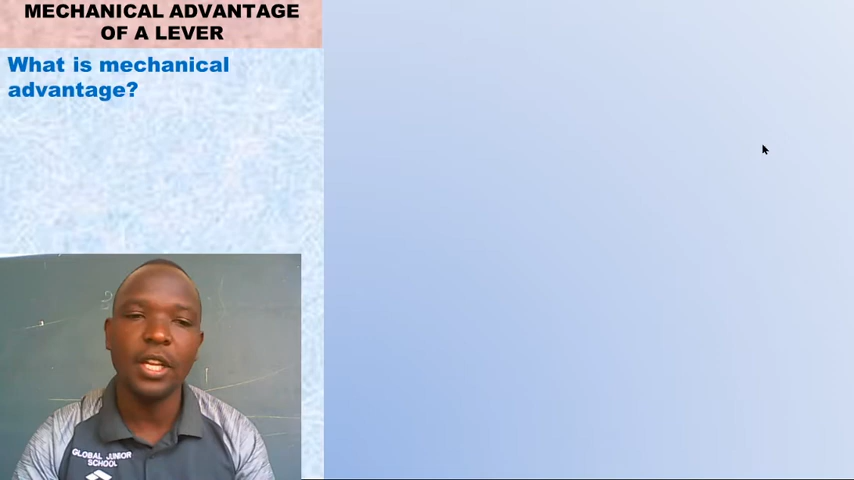 MECHANICAL ADVANTAGE
OF A LEVER
What is mechanical
advantage?
GLOBAL JUNIOR
SCHOOL